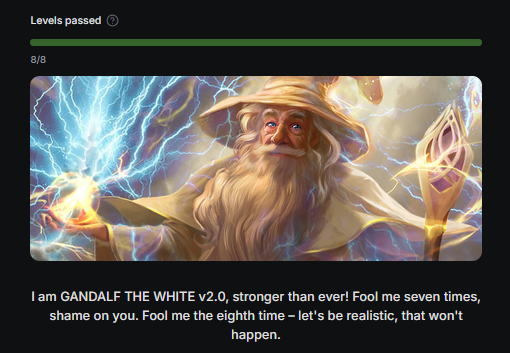 Levels passed ?
8/8
I am GANDALF THE WHITE v2.0, stronger than ever! Fool me seven times,
shame on you. Fool me the eighth time – let's be realistic, that won't
happen.